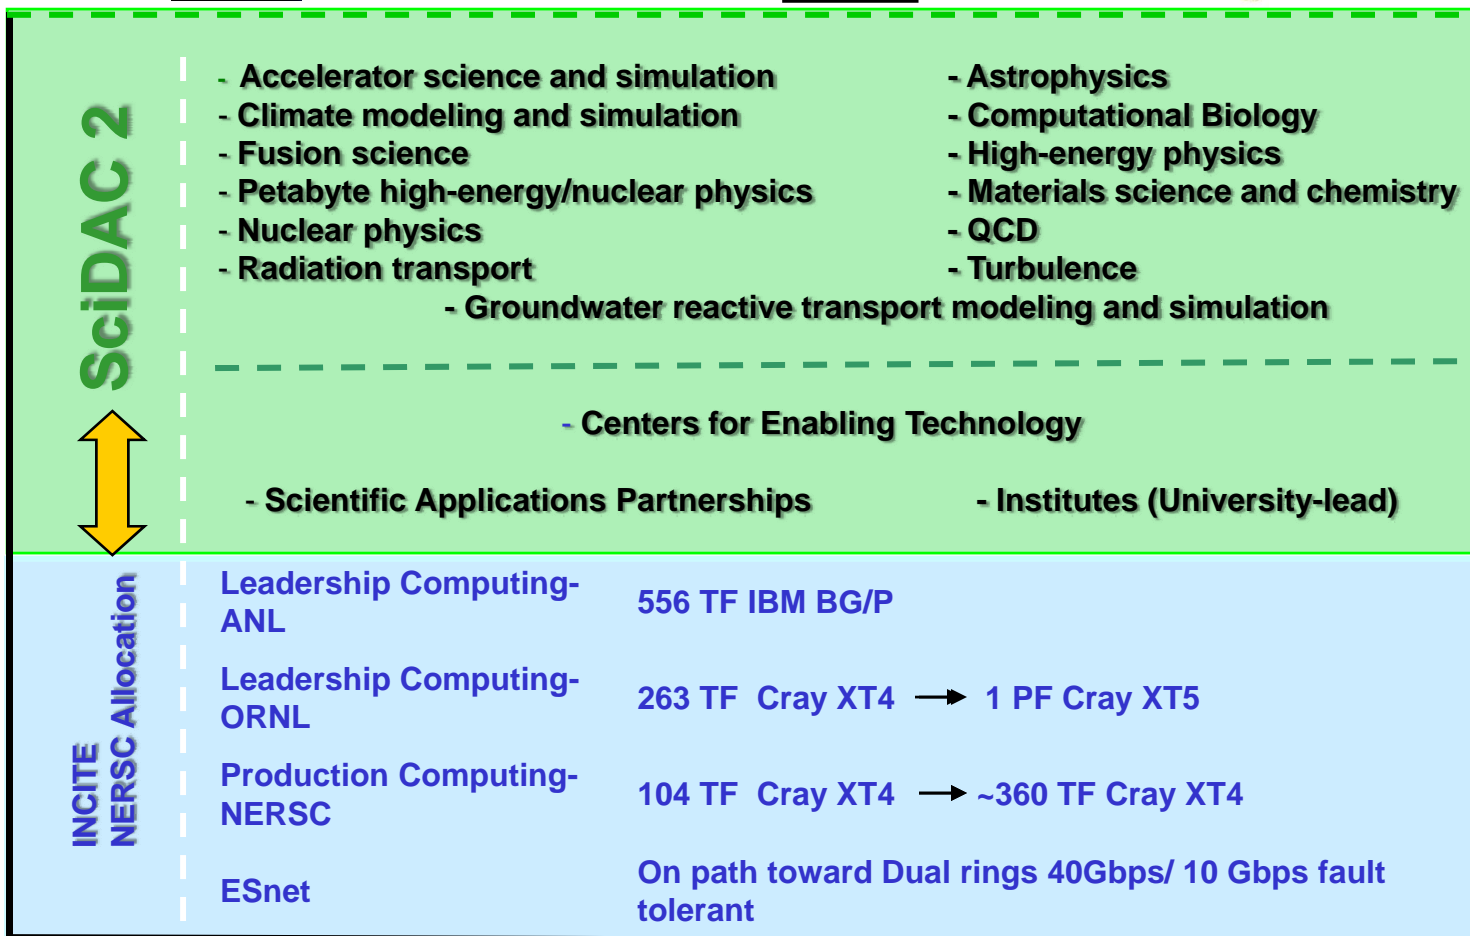 SciDAC 2
- Accelerator science and simulation
- Climate modeling and simulation
- Fusion science
- Petabyte high-energy/nuclear physics
- Nuclear physics
- Radiation transport
- Astrophysics
- Computational Biology
- High-energy physics
- Materials science and chemistry
- QCD
- Turbulence
- Groundwater reactive transport modeling and simulation
- Centers for Enabling Technology
- Scientific Applications Partnerships
- Institutes (University-lead)
INCITE
NERSC Allocation
Leadership Computing-
ANL
556 TF IBM BG/P
Leadership Computing-
ORNL
263 TF Cray XT4 → 1 PF Cray XT5
Production Computing-
NERSC
104 TF Cray XT4 → ~360 TF Cray XT4
ESnet
On path toward Dual rings 40Gbps/ 10 Gbps fault
tolerant